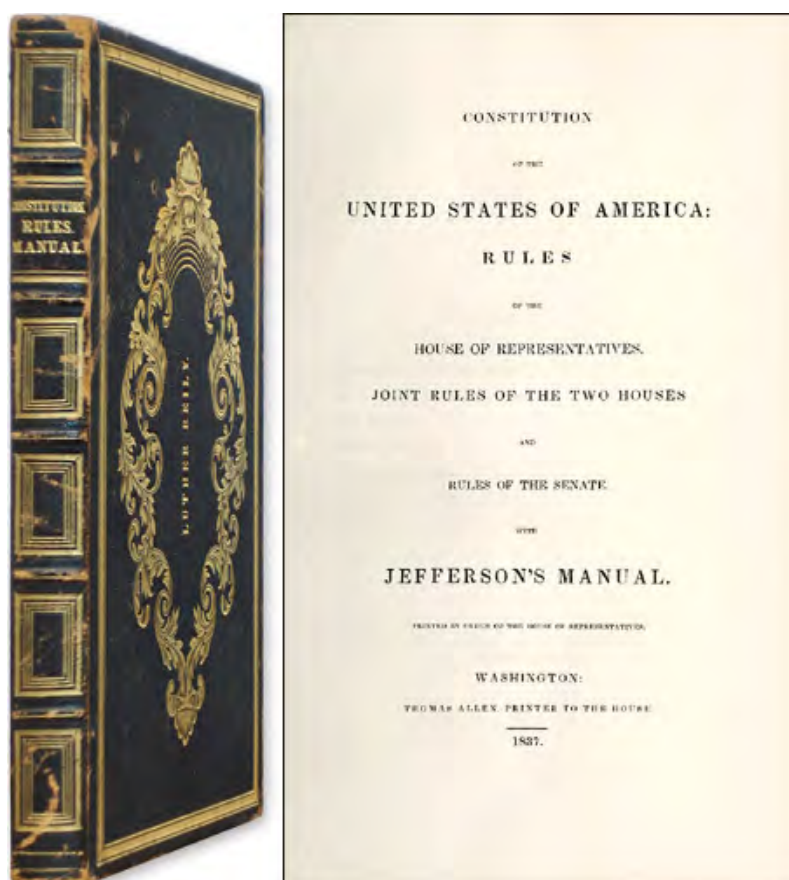 CONSTITUTION
RULES.
MANUAL.
LUTHER REILY.
CONSTITUTION
OF THE
UNITED STATES OF AMERICA:
RULES
OF THE
HOUSE OF REPRESENTATIVES,
JOINT RULES OF THE TWO HOUSES
AND
RULES OF THE SENATE
WITH
JEFFERSON'S MANUAL.
PRINTED BY ORDER OF THE HOUSE OF REPRESENTATIVES.
WASHINGTON:
THOMAS ALLEN, PRINTER TO THE HOUSE
1837.